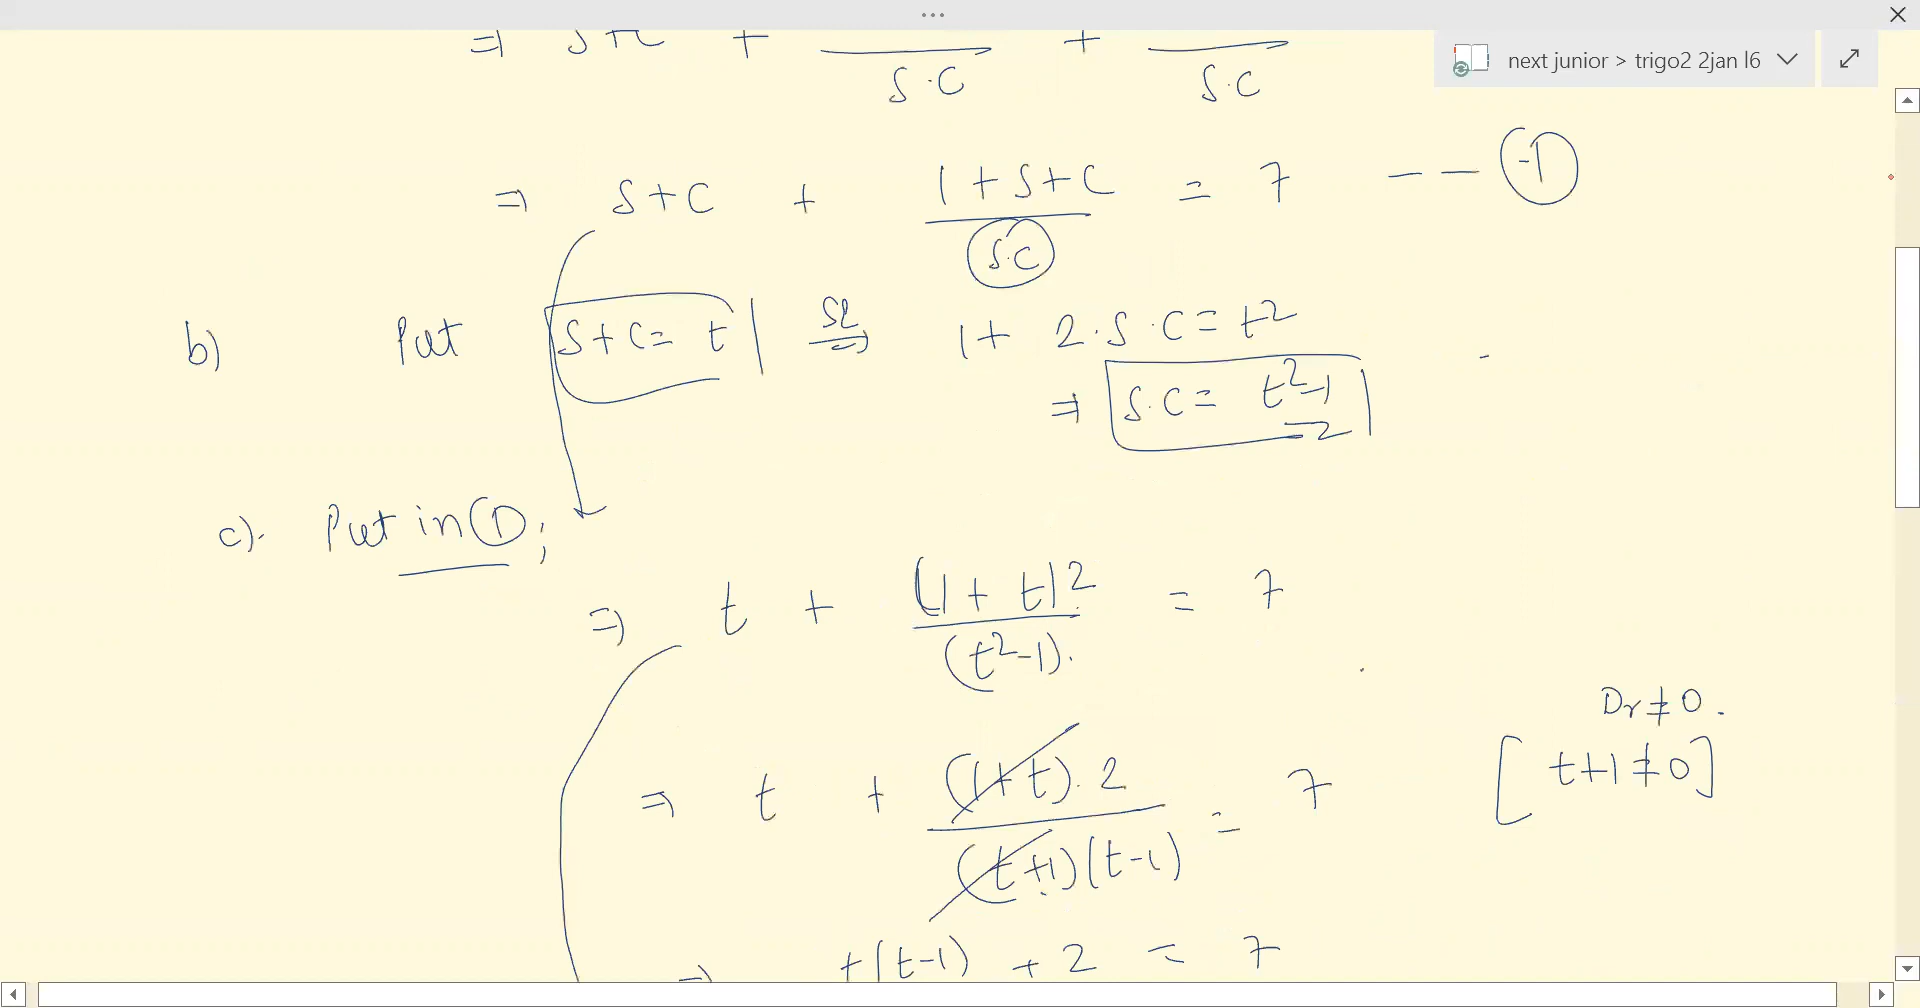 next junior > trigo2 2jan l6
⇒ S+C + ――― + ―――
S·C S·C
⇒ S+C + (1+S+C)/(S·C) = 7 -- ①
b) Put S+C = t | ⇒ 1 + 2·S·C = t²
⇒ S·C = (t²-1)/2
c). Put in ①;
⇒ t + (1+t)2/(t²-1). = 7
Dr≠0.
⇒ t + (1+t).2/(t+1)(t-1) = 7 [t+1≠0]
⇒ t(t-1) + 2 = 7